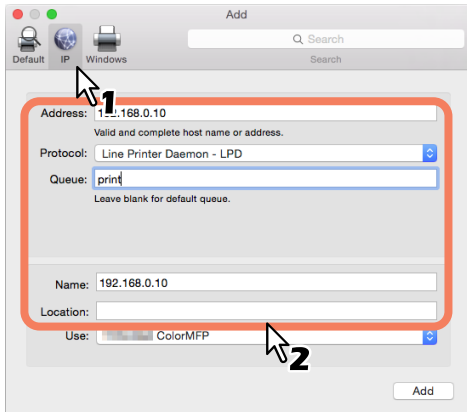 Add
Search
Default IP Windows Search
1
Address: 192.168.0.10
Valid and complete host name or address.
Protocol: Line Printer Daemon - LPD
Queue: print
Leave blank for default queue.
Name: 192.168.0.10
Location:
Use: ColorMFP
2
Add